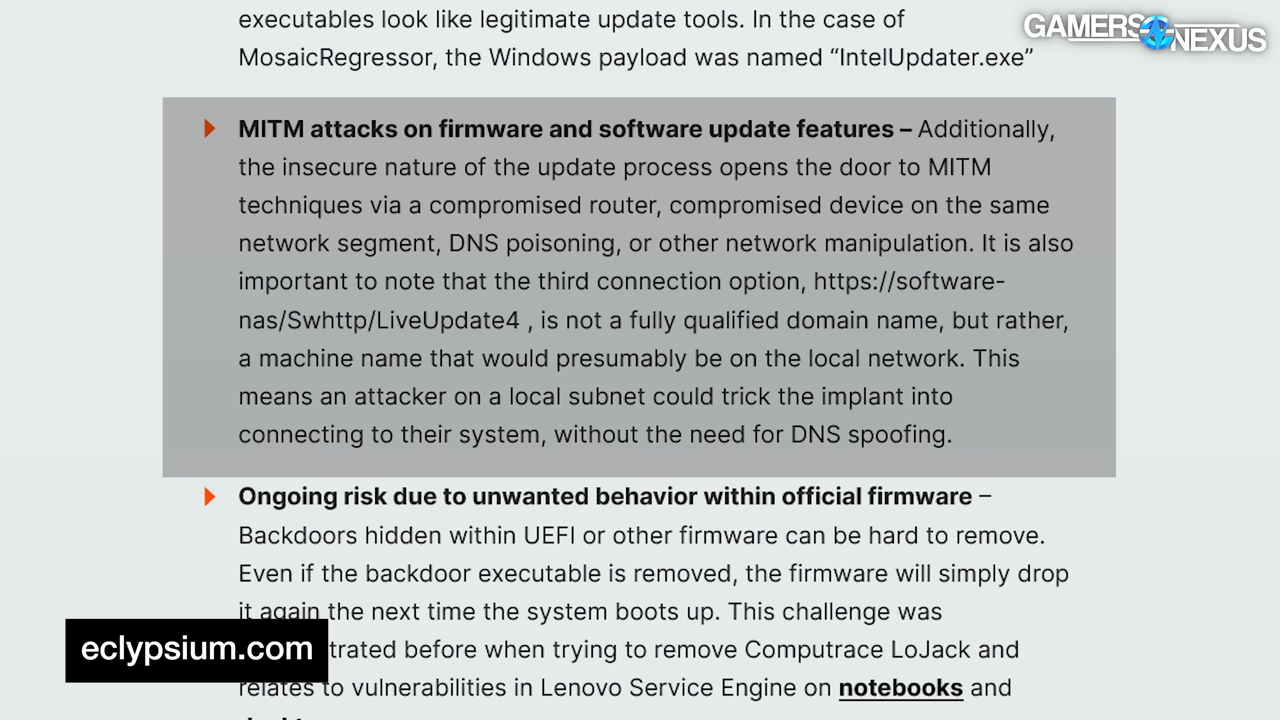 executables look like legitimate update tools. In the case of
GAMERS NEXUS
MosaicRegressor, the Windows payload was named “IntelUpdater.exe”
MITM attacks on firmware and software update features – Additionally,
the insecure nature of the update process opens the door to MITM
techniques via a compromised router, compromised device on the same
network segment, DNS poisoning, or other network manipulation. It is also
important to note that the third connection option, https://software-
nas/Swhttp/LiveUpdate4 , is not a fully qualified domain name, but rather,
a machine name that would presumably be on the local network. This
means an attacker on a local subnet could trick the implant into
connecting to their system, without the need for DNS spoofing.
Ongoing risk due to unwanted behavior within official firmware –
Backdoors hidden within UEFI or other firmware can be hard to remove.
Even if the backdoor executable is removed, the firmware will simply drop
it again the next time the system boots up. This challenge was
eclypsium.com
trated before when trying to remove Computrace LoJack and
relates to vulnerabilities in Lenovo Service Engine on notebooks and